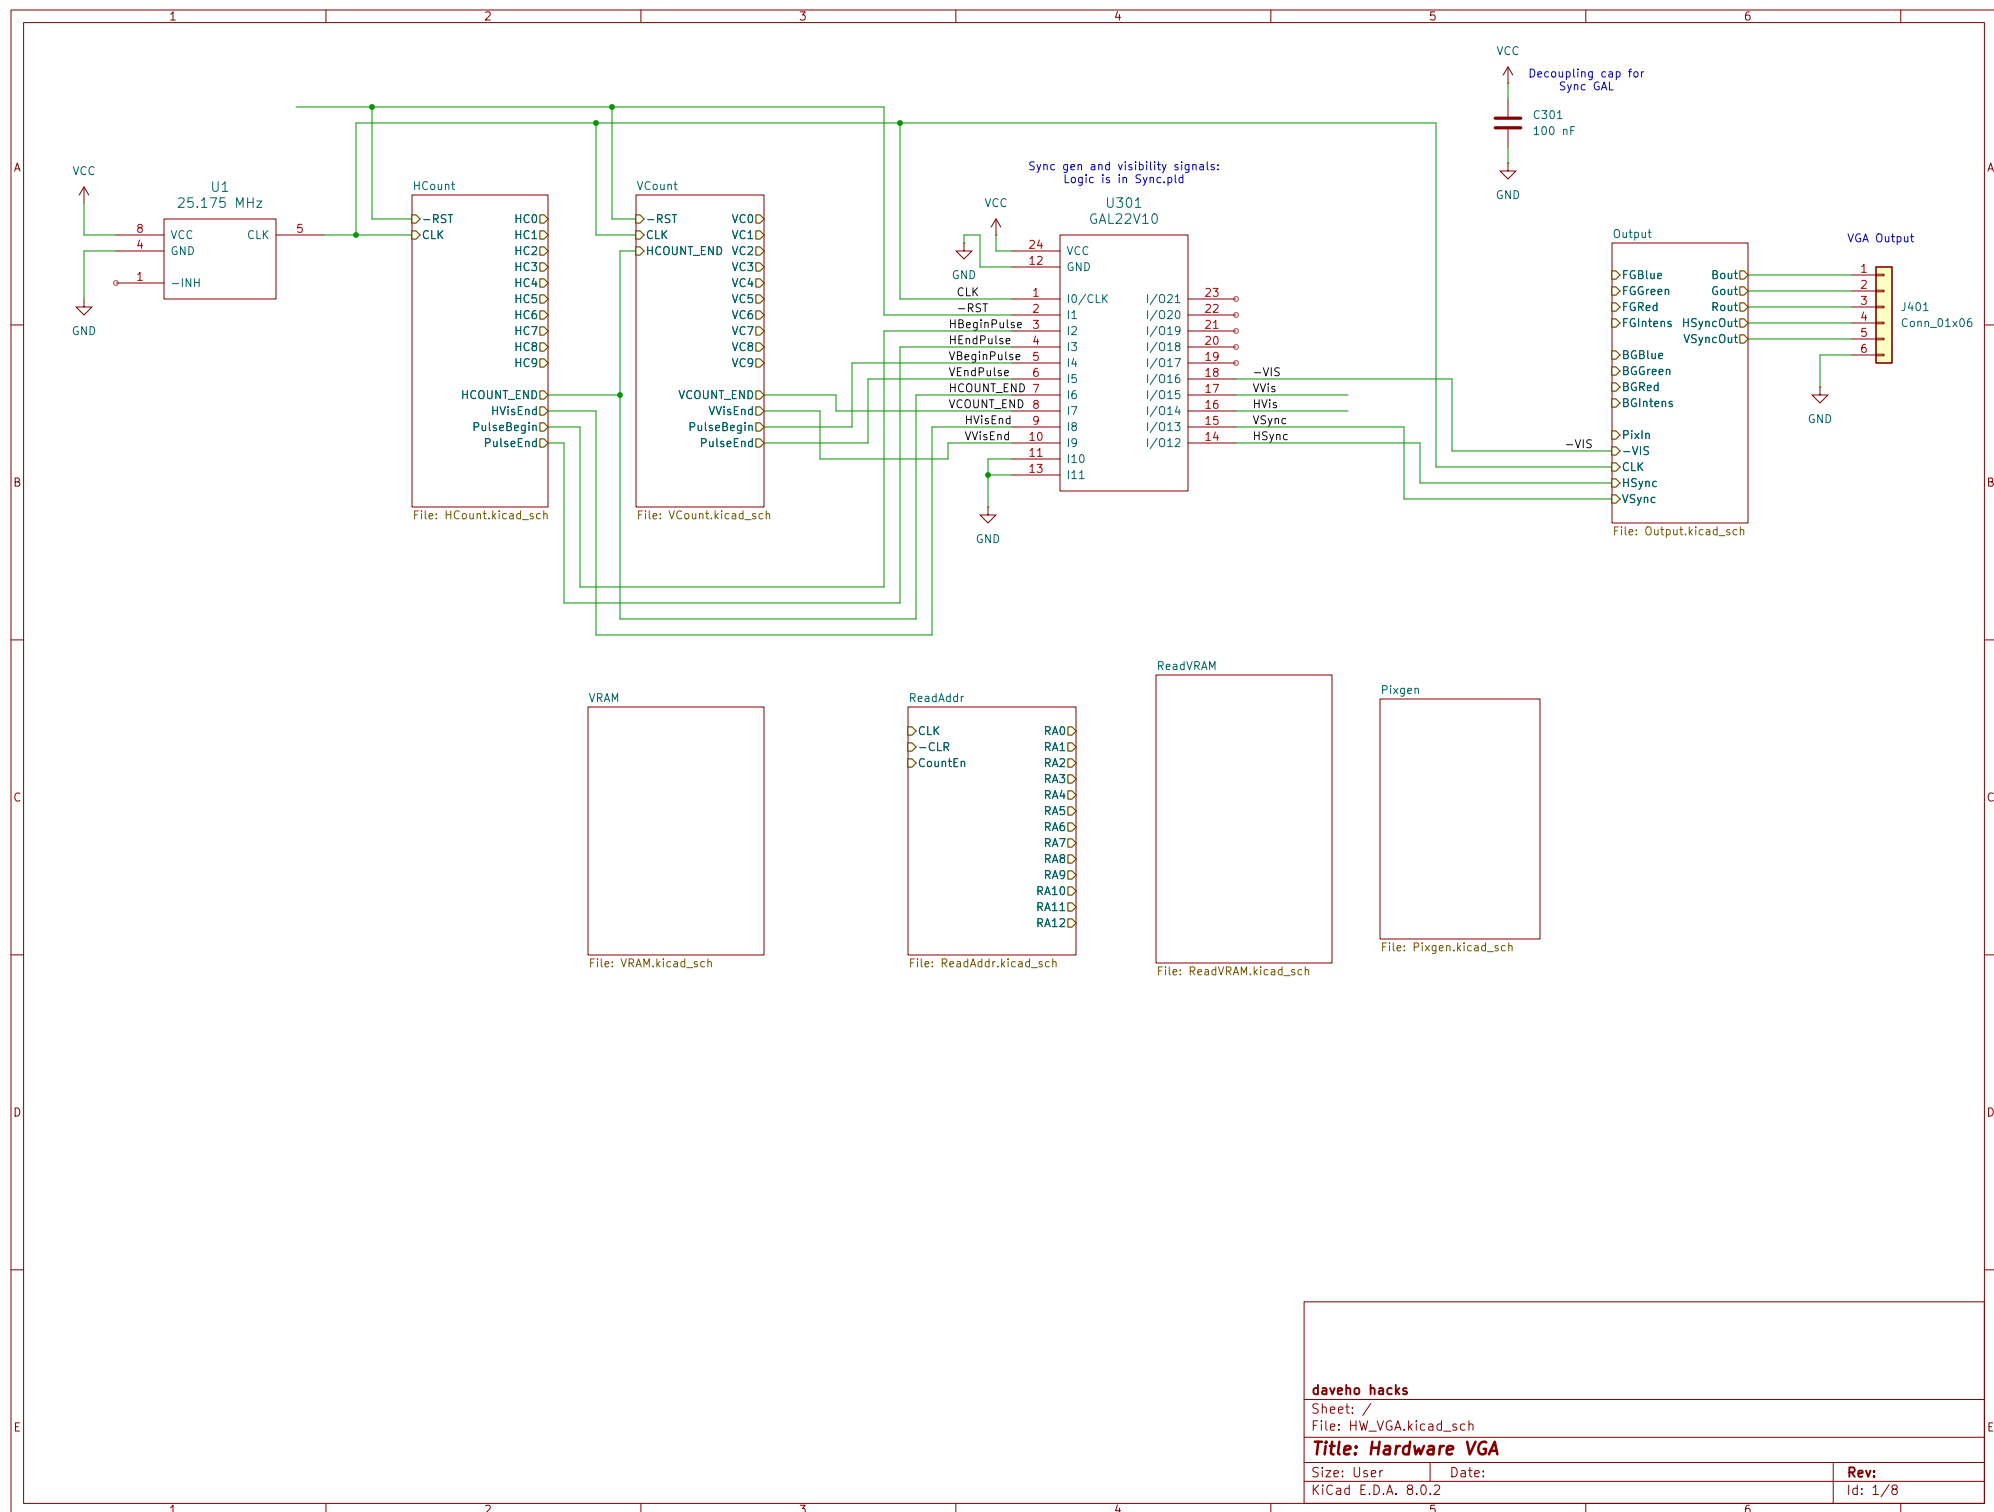 1 2 3 4 5 6
A
B
C
D
E
A
B
C
D
E
VCC
U1
25.175 MHz
8 VCC CLK 5
4 GND
1 -INH
GND
HCount
-RST HC0
CLK HC1
HC2
HC3
HC4
HC5
HC6
HC7
HC8
HC9
HCOUNT_END
HVisEnd
PulseBegin
PulseEnd
File: HCount.kicad_sch
VCount
-RST VC0
CLK VC1
HCOUNT_END VC2
VC3
VC4
VC5
VC6
VC7
VC8
VC9
VCOUNT_END
VVisEnd
PulseBegin
PulseEnd
File: VCount.kicad_sch
Sync gen and visibility signals:
Logic is in Sync.pld
VCC
U301
GAL22V10
24 VCC
12 GND
GND
CLK 1 I0/CLK I/O21 23
-RST 2 I1 I/O20 22
HBeginPulse 3 I2 I/O19 21
HEndPulse 4 I3 I/O18 20
VBeginPulse 5 I4 I/O17 19
VEndPulse 6 I5 I/O16 18 -VIS
HCOUNT_END 7 I6 I/O15 17 VVis
VCOUNT_END 8 I7 I/O14 16 HVis
HVisEnd 9 I8 I/O13 15 VSync
VVisEnd 10 I9 I/O12 14 HSync
11 I10
13 I11
GND
VCC
Decoupling cap for
Sync GAL
C301
100 nF
GND
Output
FGBlue Bout
FGGreen Gout
FGRed Rout
FGIntens HSyncOut
VSyncOut
BGBlue
BGGreen
BGRed
BGIntens
PixIn
-VIS -VIS
CLK
HSync
VSync
File: Output.kicad_sch
VGA Output
1
2
3
4
5
6
J401
Conn_01x06
GND
VRAM
File: VRAM.kicad_sch
ReadAddr
CLK RA0
-CLR RA1
CountEn RA2
RA3
RA4
RA5
RA6
RA7
RA8
RA9
RA10
RA11
RA12
File: ReadAddr.kicad_sch
ReadVRAM
File: ReadVRAM.kicad_sch
Pixgen
File: Pixgen.kicad_sch
daveho hacks
Sheet: /
File: HW_VGA.kicad_sch
Title: Hardware VGA
Size: User Date: Rev:
KiCad E.D.A. 8.0.2 Id: 1/8
1 2 3 4 5 6